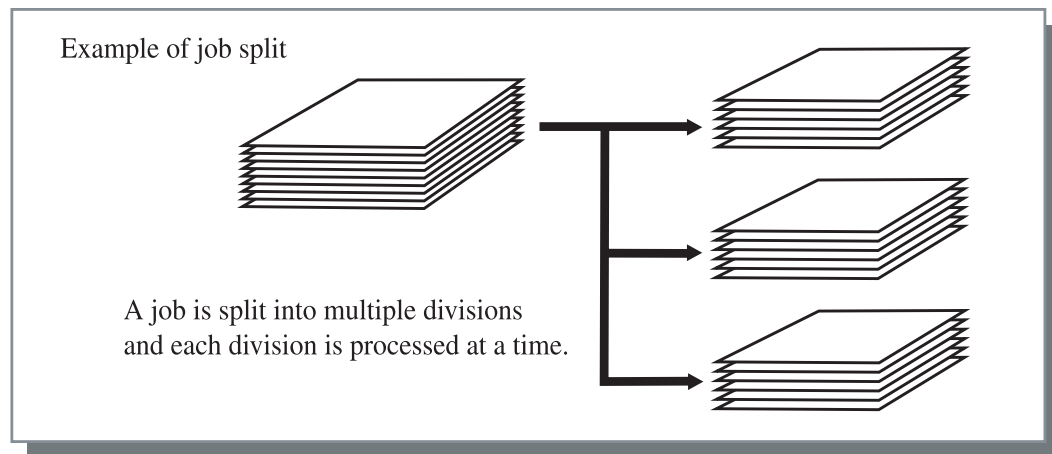 Example of job split
A job is split into multiple divisions
and each division is processed at a time.